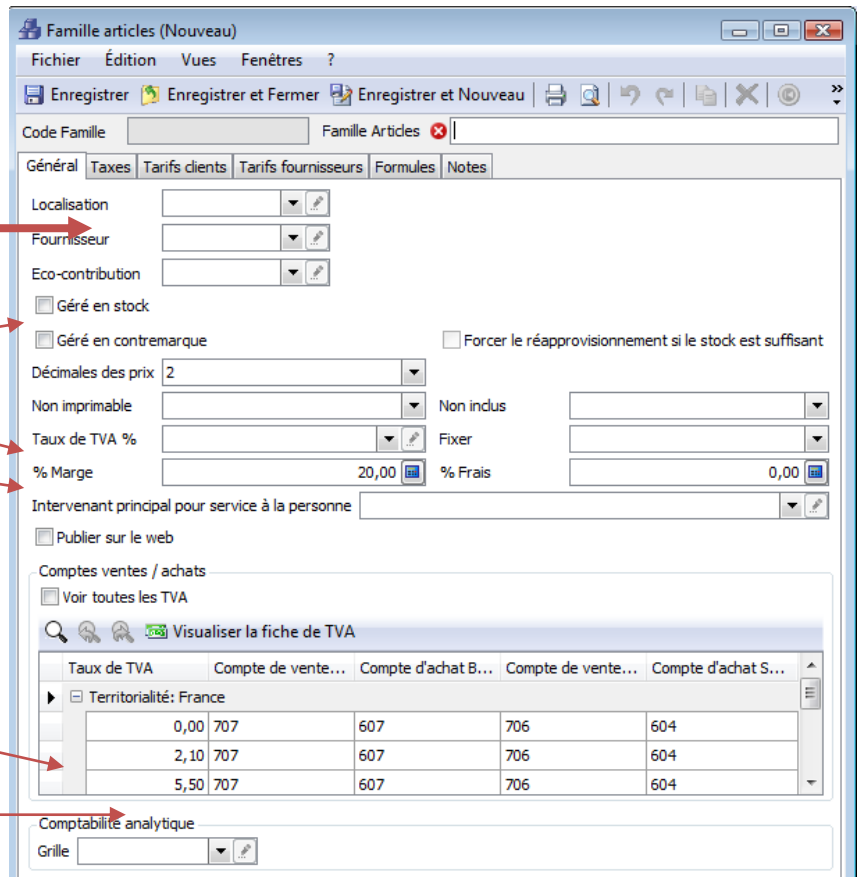 Famille articles (Nouveau)
Fichier Édition Vues Fenêtres ?
Enregistrer Enregistrer et Fermer Enregistrer et Nouveau
Code Famille Famille Articles
Général Taxes Tarifs clients Tarifs fournisseurs Formules Notes
Localisation
Fournisseur
Eco-contribution
Géré en stock
Géré en contremarque Forcer le réapprovisionnement si le stock est suffisant
Décimales des prix 2
Non imprimable Non inclus
Taux de TVA % Fixer
% Marge 20,00 % Frais 0,00
Intervenant principal pour service à la personne
Publier sur le web
Comptes ventes / achats
Voir toutes les TVA
Visualiser la fiche de TVA
Taux de TVA Compte de vente... Compte d'achat B... Compte de vente... Compte d'achat S...
Territorialité: France
0,00 707 607 706 604
2,10 707 607 706 604
5,50 707 607 706 604
Comptabilité analytique
Grille